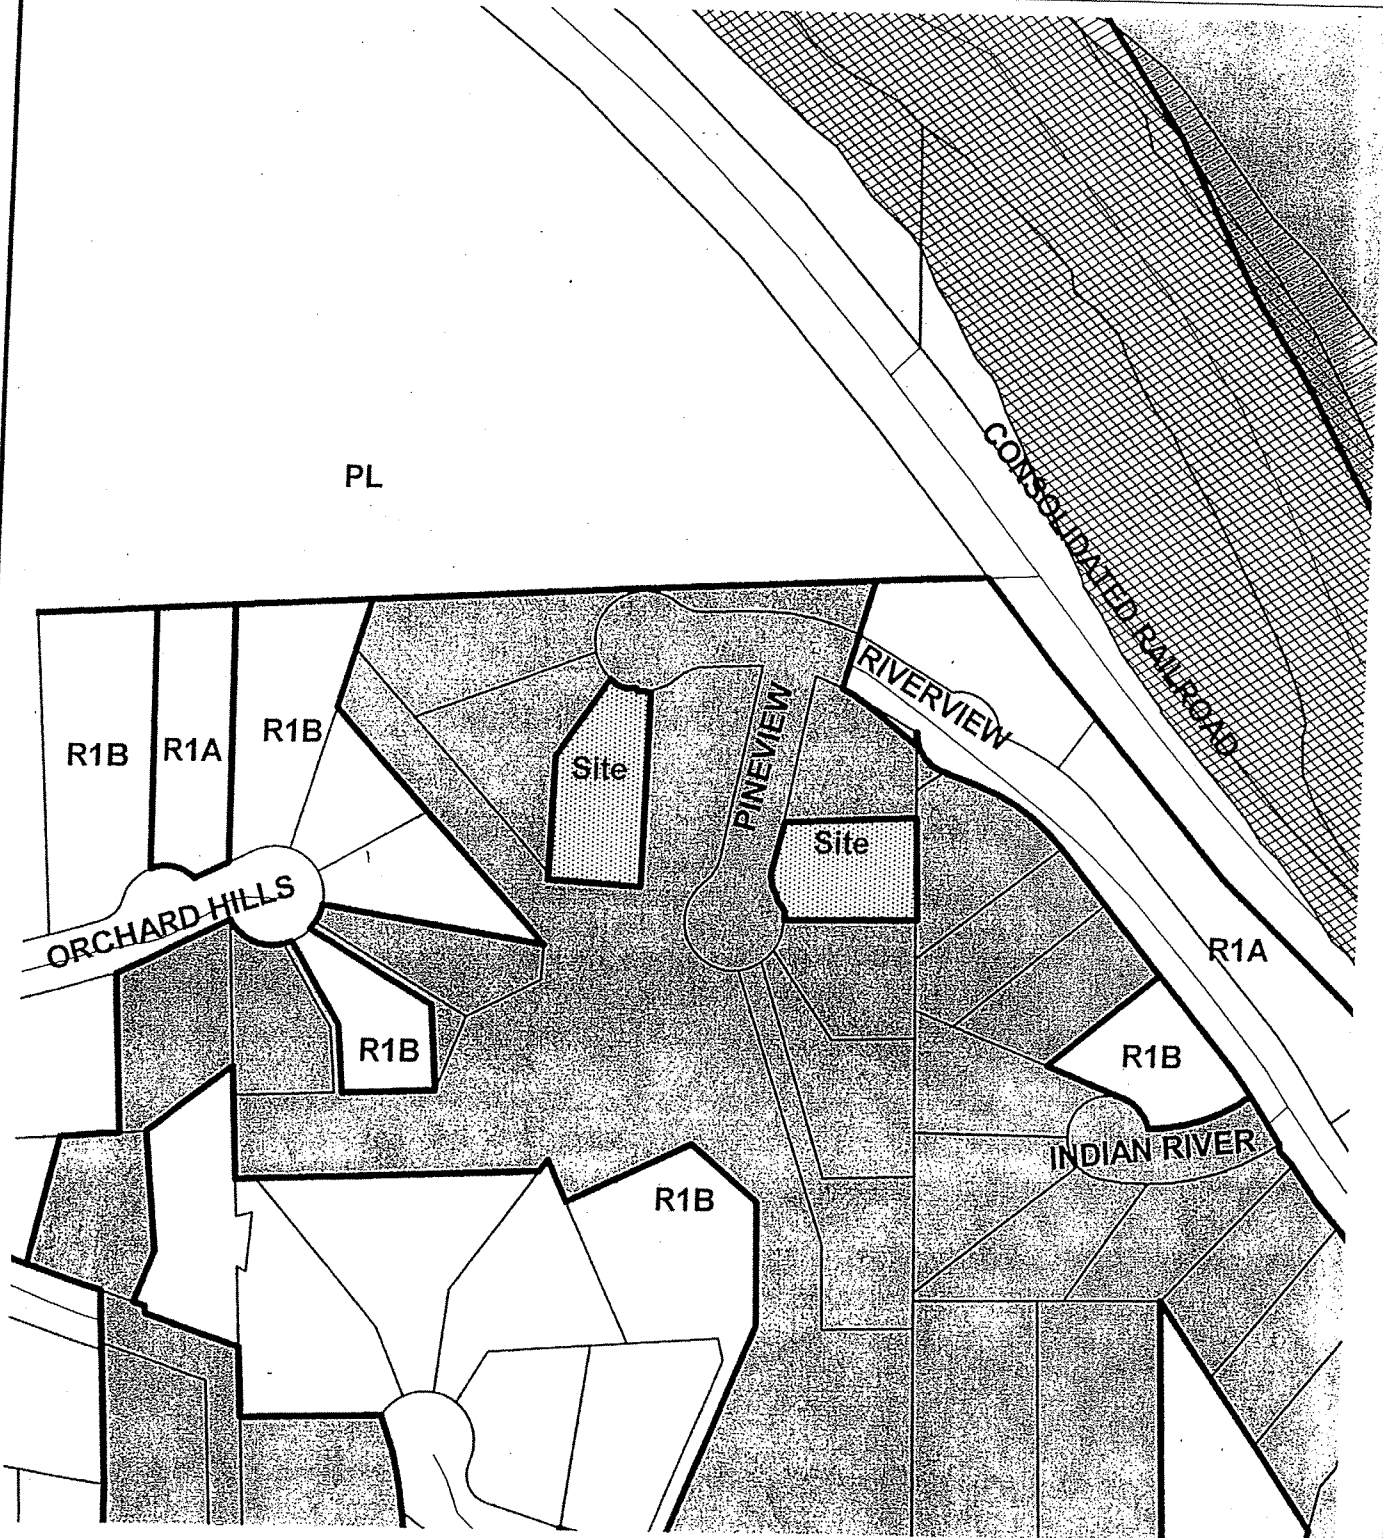 PL
CONSOLIDATED RAILROAD
RIVERVIEW
R1B
R1A
R1B
Site
PINEVIEW
Site
ORCHARD HILLS
R1A
R1B
R1B
INDIAN RIVER
R1B